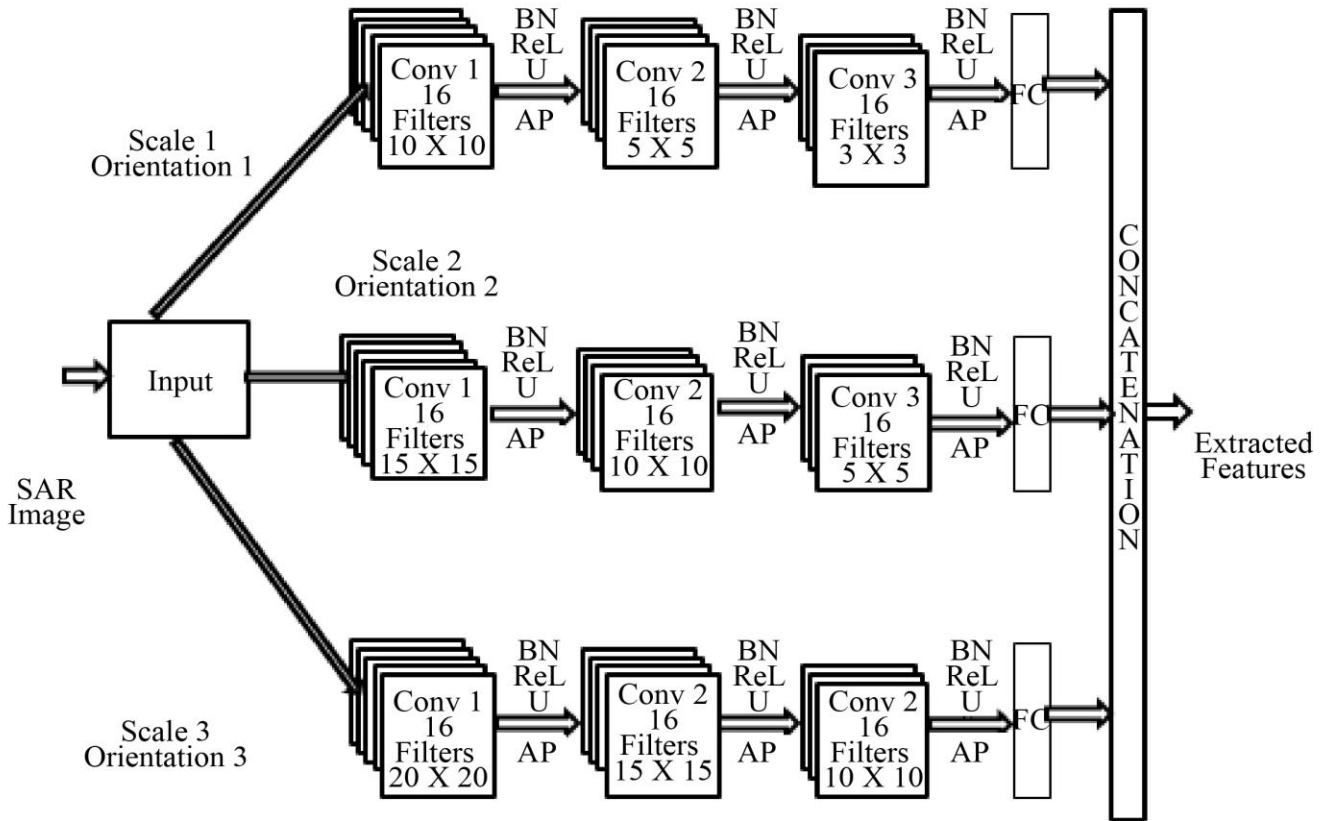 SAR
Image
Input
Scale 1
Orientation 1
Conv 1
16
Filters
10 X 10
BN
ReL
U
AP
Conv 2
16
Filters
5 X 5
BN
ReL
U
AP
Conv 3
16
Filters
3 X 3
BN
ReL
U
AP
FC
Scale 2
Orientation 2
Conv 1
16
Filters
15 X 15
BN
ReL
U
AP
Conv 2
16
Filters
10 X 10
BN
ReL
U
AP
Conv 3
16
Filters
5 X 5
BN
ReL
U
AP
FC
Scale 3
Orientation 3
Conv 1
16
Filters
20 X 20
BN
ReL
U
AP
Conv 2
16
Filters
15 X 15
BN
ReL
U
AP
Conv 2
16
Filters
10 X 10
BN
ReL
U
AP
FC
CONCATENATION
Extracted
Features